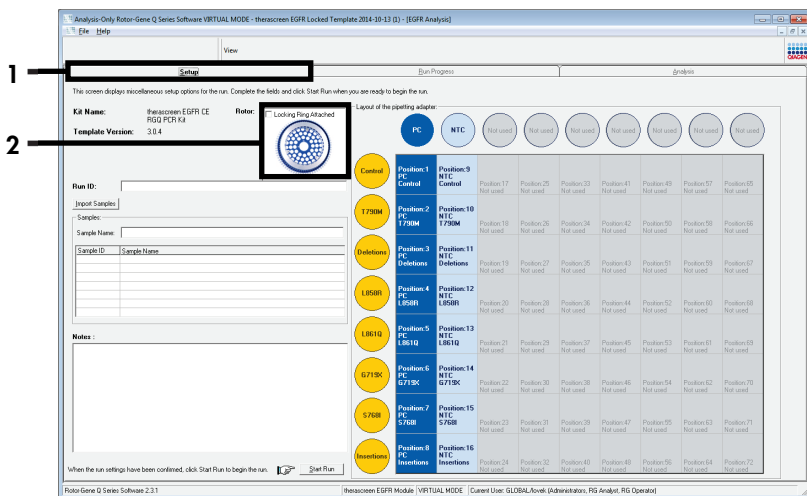 Analysis-Only Rotor-Gene Q Series Software VIRTUAL MODE - therascreen EGFR Locked Template 2014-10-13 (1) - [EGFR Analysis]
File Help
View
QIAGEN
1
Setup
Run Progress
Analysis
This screen displays miscellaneous setup options for the run. Complete the fields and click Start Run when you are ready to begin the run.
Kit Name: therascreen EGFR CE
RGQ PCR Kit
Template Version: 3.0.4
Rotor:
2
Locking Ring Attached
Run ID:
Import Samples
Samples:
Sample Name:
Sample ID Sample Name
Notes :
When the run settings have been confirmed, click Start Run to begin the run.
Start Run
Layout of the pipetting adapter:
PC NTC Not used Not used Not used Not used Not used Not used Not used
Control
Position:1 Position:9
PC NTC
Control Control Position:17 Position:25 Position:33 Position:41 Position:49 Position:57 Position:65
Not used Not used Not used Not used Not used Not used Not used
T790M
Position:2 Position:10
PC NTC
T790M T790M Position:18 Position:26 Position:34 Position:42 Position:50 Position:58 Position:66
Not used Not used Not used Not used Not used Not used Not used
Deletions
Position:3 Position:11
PC NTC
Deletions Deletions Position:19 Position:27 Position:35 Position:43 Position:51 Position:59 Position:67
Not used Not used Not used Not used Not used Not used Not used
L858R
Position:4 Position:12
PC NTC
L858R L858R Position:20 Position:28 Position:36 Position:44 Position:52 Position:60 Position:68
Not used Not used Not used Not used Not used Not used Not used
L861Q
Position:5 Position:13
PC NTC
L861Q L861Q Position:21 Position:29 Position:37 Position:45 Position:53 Position:61 Position:69
Not used Not used Not used Not used Not used Not used Not used
G719X
Position:6 Position:14
PC NTC
G719X G719X Position:22 Position:30 Position:38 Position:46 Position:54 Position:62 Position:70
Not used Not used Not used Not used Not used Not used Not used
S768I
Position:7 Position:15
PC NTC
S768I S768I Position:23 Position:31 Position:39 Position:47 Position:55 Position:63 Position:71
Not used Not used Not used Not used Not used Not used Not used
Insertions
Position:8 Position:16
PC NTC
Insertions Insertions Position:24 Position:32 Position:40 Position:48 Position:56 Position:64 Position:72
Not used Not used Not used Not used Not used Not used Not used
Rotor-Gene Q Series Software 2.3.1
therascreen EGFR Module VIRTUAL MODE Current User: GLOBAL/lovek (Administrators, RG Analyst, RG Operator)